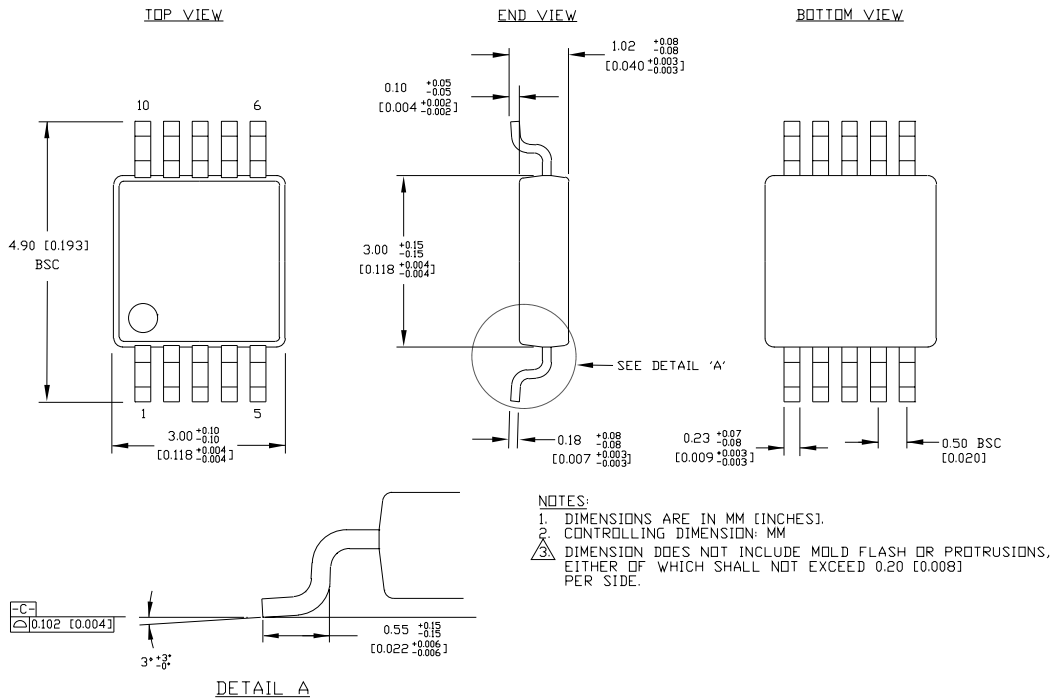 TOP VIEW
END VIEW
BOTTOM VIEW
10
6
4.90 [0.193]
BSC
1
5
3.00 +0.10 -0.10
[0.118 +0.004 -0.004]
1.02 +0.08 -0.08
[0.040 +0.003 -0.003]
0.10 +0.05 -0.05
[0.004 +0.002 -0.002]
3.00 +0.15 -0.15
[0.118 +0.004 -0.004]
SEE DETAIL 'A'
0.18 +0.08 -0.08
[0.007 +0.003 -0.003]
0.23 +0.07 -0.08
[0.009 +0.003 -0.003]
0.50 BSC
[0.020]
NOTES:
1. DIMENSIONS ARE IN MM [INCHES].
2. CONTROLLING DIMENSION: MM
3. DIMENSION DOES NOT INCLUDE MOLD FLASH OR PROTRUSIONS,
EITHER OF WHICH SHALL NOT EXCEED 0.20 [0.008]
PER SIDE.
-C-
⌓ 0.102 [0.004]
3° +3° -0°
0.55 +0.15 -0.15
[0.022 +0.006 -0.006]
DETAIL A